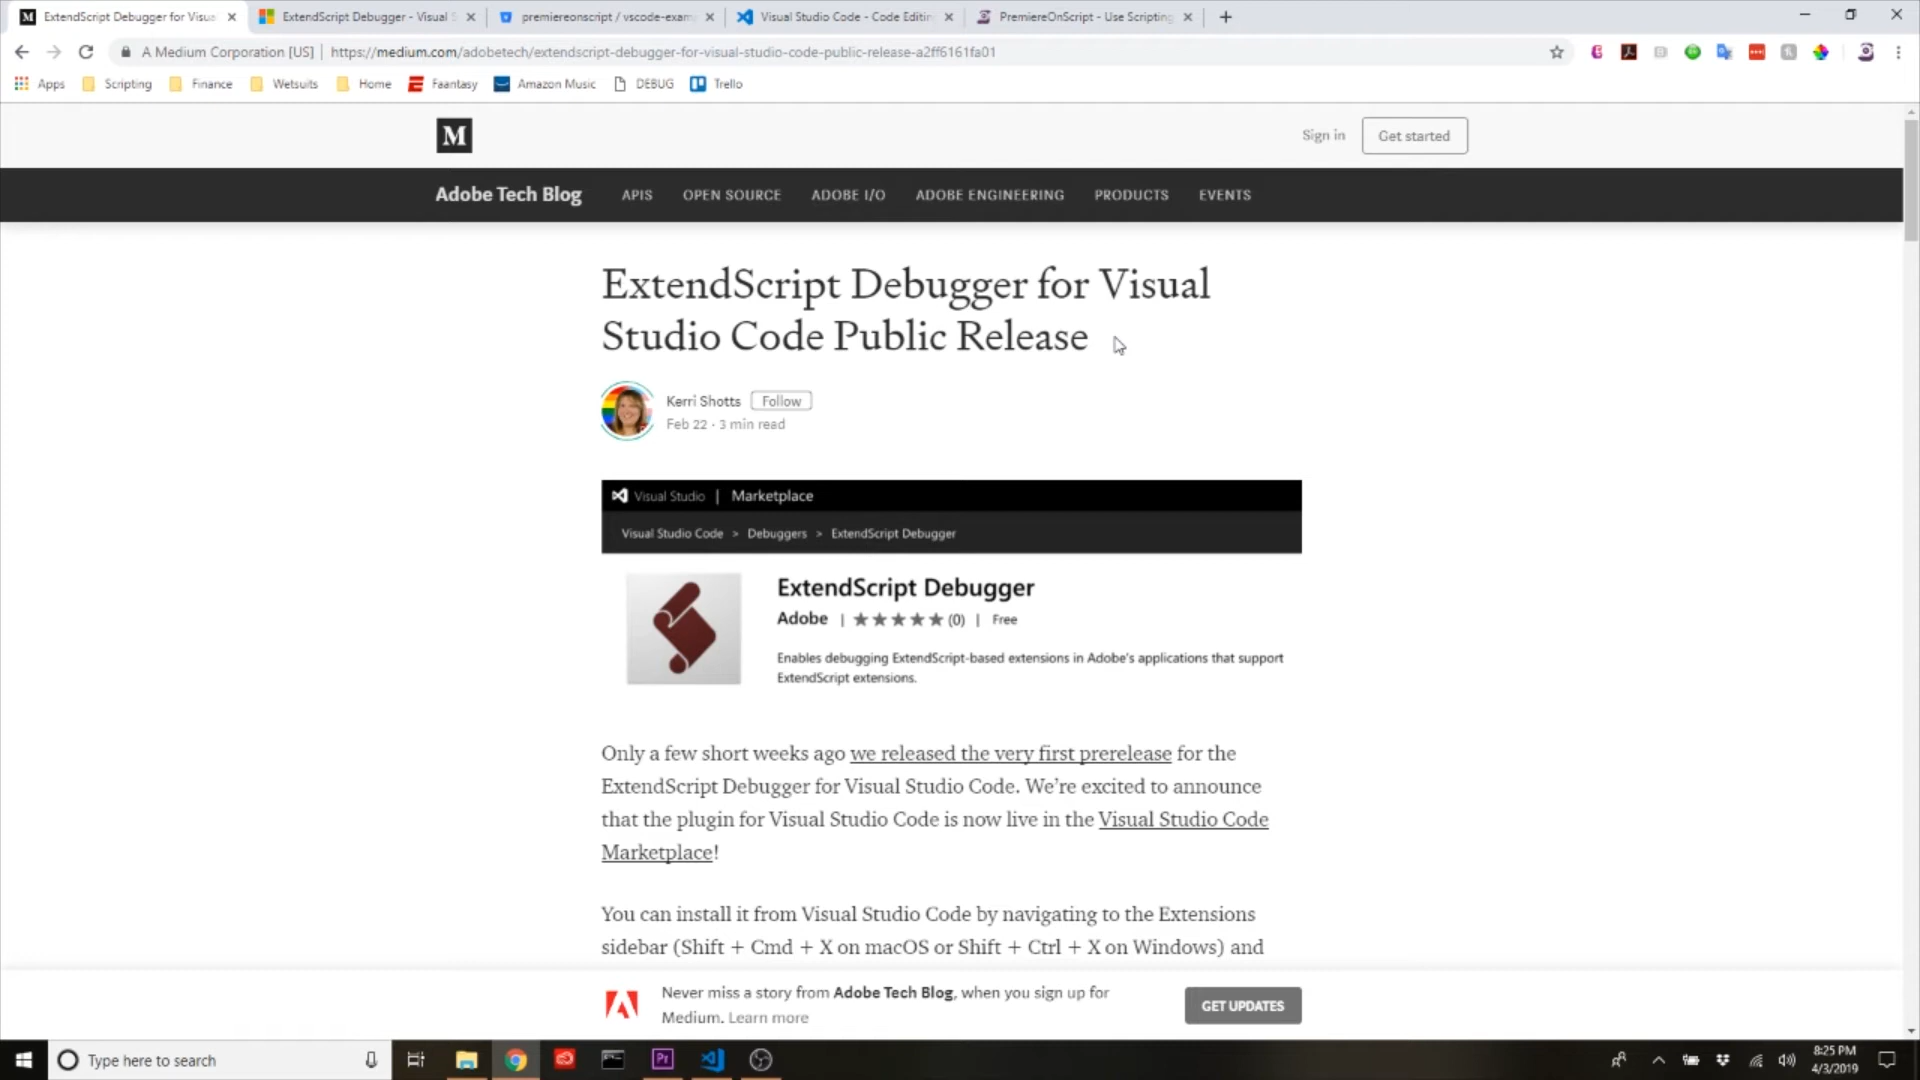 ExtendScript Debugger for Visua
ExtendScript Debugger - Visual S
premiereonscript / vscode-exam
Visual Studio Code - Code Editin
PremiereOnScript - Use Scripting
A Medium Corporation [US]
https://medium.com/adobetech/extendscript-debugger-for-visual-studio-code-public-release-a2ff6161fa01
Apps
Scripting
Finance
Wetsuits
Home
Faantasy
Amazon Music
DEBUG
Trello
M
Sign in
Get started
Adobe Tech Blog
APIS
OPEN SOURCE
ADOBE I/O
ADOBE ENGINEERING
PRODUCTS
EVENTS
ExtendScript Debugger for Visual
Studio Code Public Release
Kerri Shotts
Follow
Feb 22 · 3 min read
Visual Studio | Marketplace
Visual Studio Code > Debuggers > ExtendScript Debugger
ExtendScript Debugger
Adobe | ★★★★★ (0) | Free
Enables debugging ExtendScript-based extensions in Adobe's applications that support
ExtendScript extensions.
Only a few short weeks ago we released the very first prerelease for the
ExtendScript Debugger for Visual Studio Code. We're excited to announce
that the plugin for Visual Studio Code is now live in the Visual Studio Code
Marketplace!
You can install it from Visual Studio Code by navigating to the Extensions
sidebar (Shift + Cmd + X on macOS or Shift + Ctrl + X on Windows) and
Never miss a story from Adobe Tech Blog, when you sign up for
Medium. Learn more
GET UPDATES
Type here to search
Pr
8:25 PM
4/3/2019